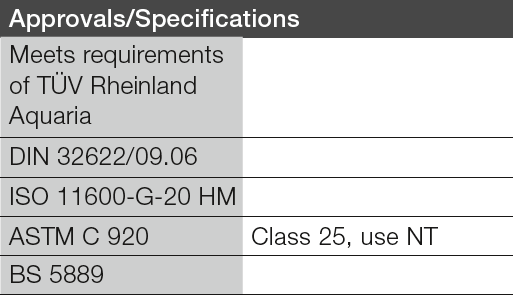 Approvals/Specifications
Meets requirements
of TÜV Rheinland
Aquaria
DIN 32622/09.06
ISO 11600-G-20 HM
ASTM C 920 Class 25, use NT
BS 5889